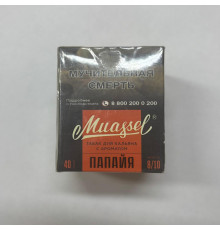 МУЧИТЕЛЬНАЯ
СМЕРТЬ
8 800 200 0 200
Muassel
ТАБАК ДЛЯ КАЛЬЯНА
С АРОМАТОМ
ПАПАЙЯ
40
8/10